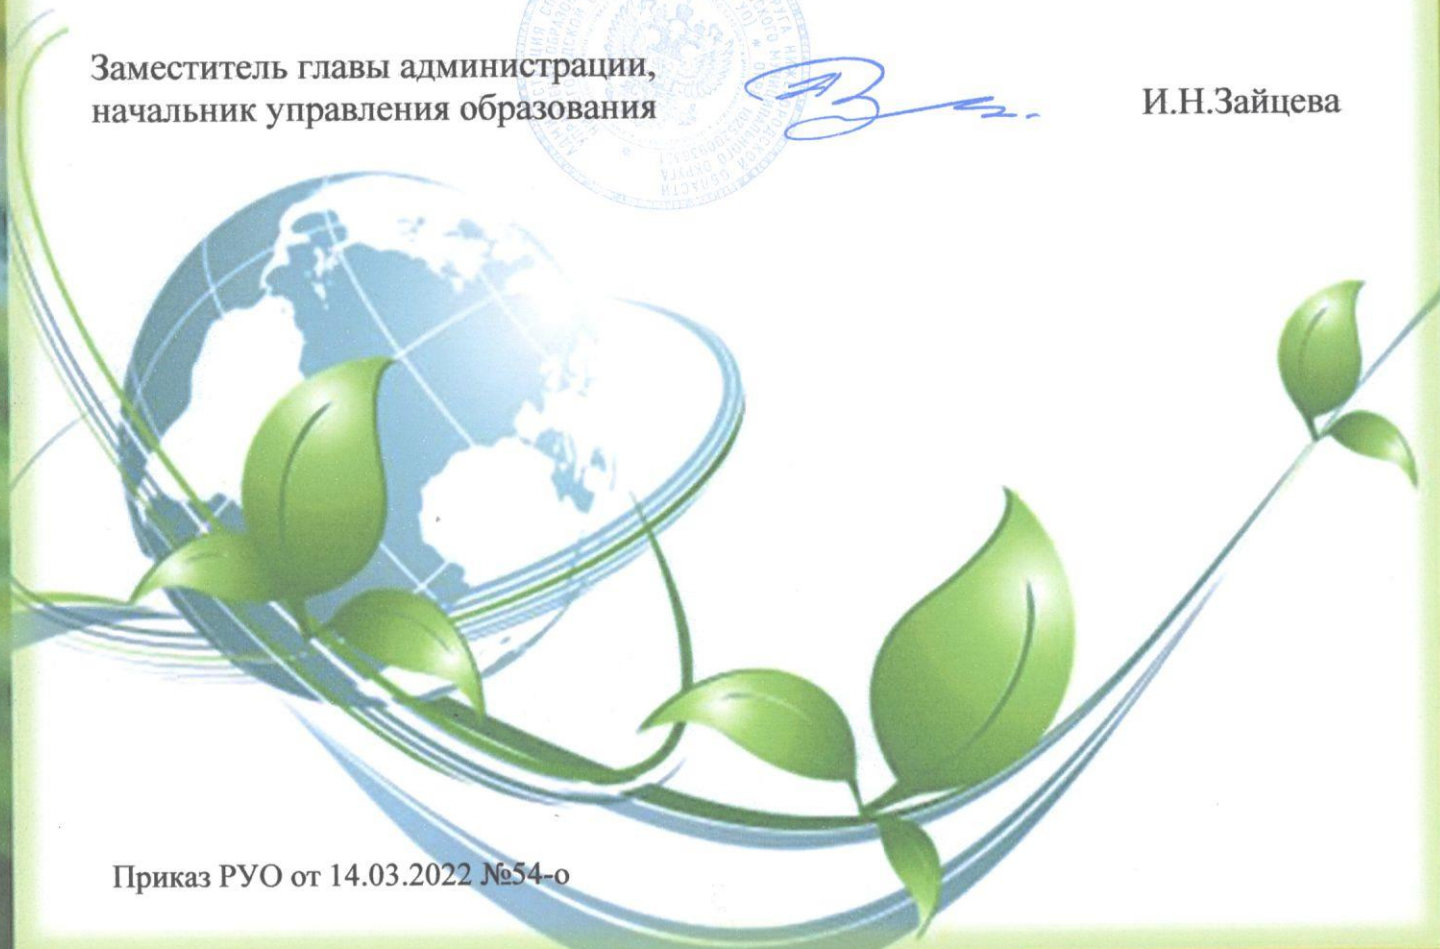 Заместитель главы администрации,
начальник управления образования
И.Н.Зайцева
Приказ РУО от 14.03.2022 №54-о